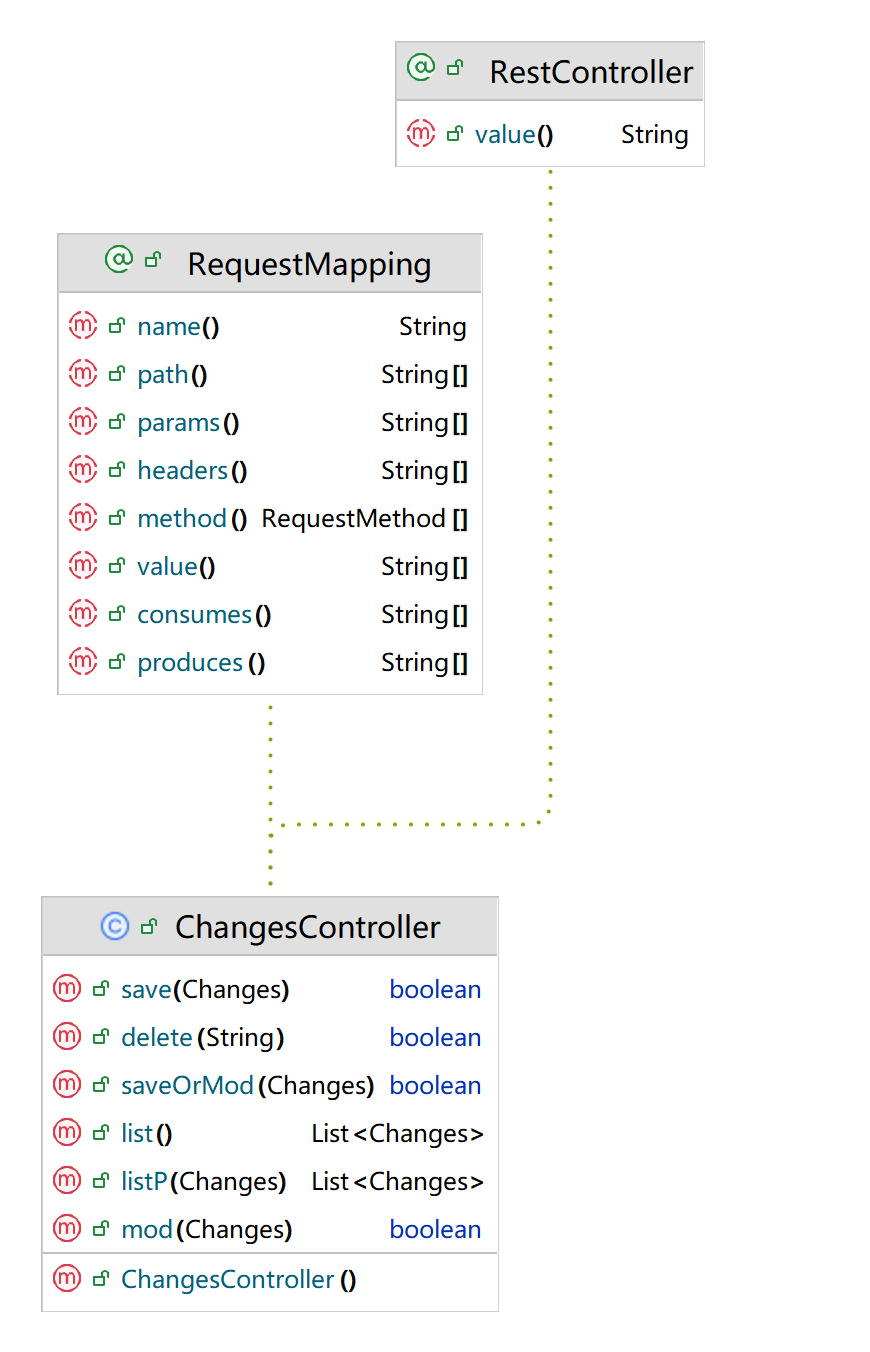 RestController
value() String
RequestMapping
name() String
path() String[]
params() String[]
headers() String[]
method() RequestMethod[]
value() String[]
consumes() String[]
produces() String[]
ChangesController
save(Changes) boolean
delete(String) boolean
saveOrMod(Changes) boolean
list() List<Changes>
listP(Changes) List<Changes>
mod(Changes) boolean
ChangesController()